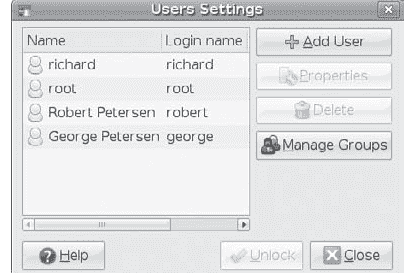 Users Settings
Name Login name
richard richard
root root
Robert Petersen robert
George Petersen george
Add User
Properties
Delete
Manage Groups
Help Unlock Close